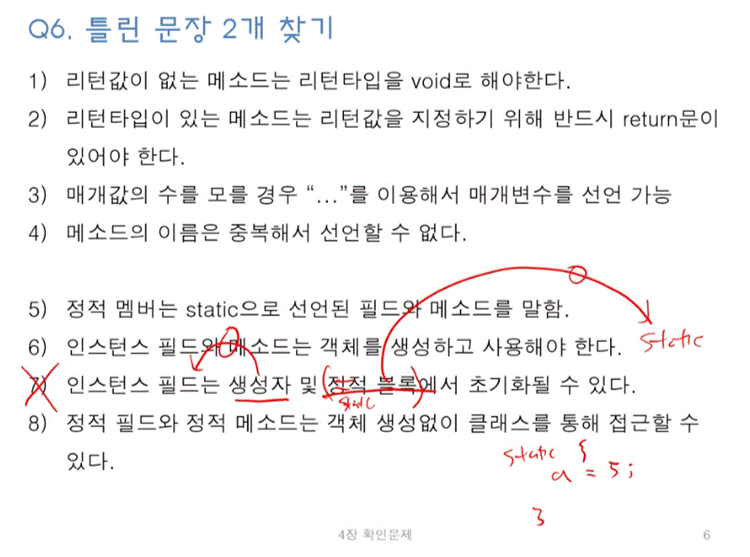 Q6. 틀린 문장 2개 찾기
1) 리턴값이 없는 메소드는 리턴타입을 void로 해야한다.
2) 리턴타입이 있는 메소드는 리턴값을 지정하기 위해 반드시 return문이
있어야 한다.
3) 매개값의 수를 모를 경우 “…”를 이용해서 매개변수를 선언 가능
4) 메소드의 이름은 중복해서 선언할 수 없다.
5) 정적 멤버는 static으로 선언된 필드와 메소드를 말함.
6) 인스턴스 필드와 메소드는 객체를 생성하고 사용해야 한다.
static
7) 인스턴스 필드는 생성자 및 정적 블록에서 초기화될 수 있다.
static
8) 정적 필드와 정적 메소드는 객체 생성없이 클래스를 통해 접근할 수
있다.
static {
a = 5;
}
4장 확인문제
6